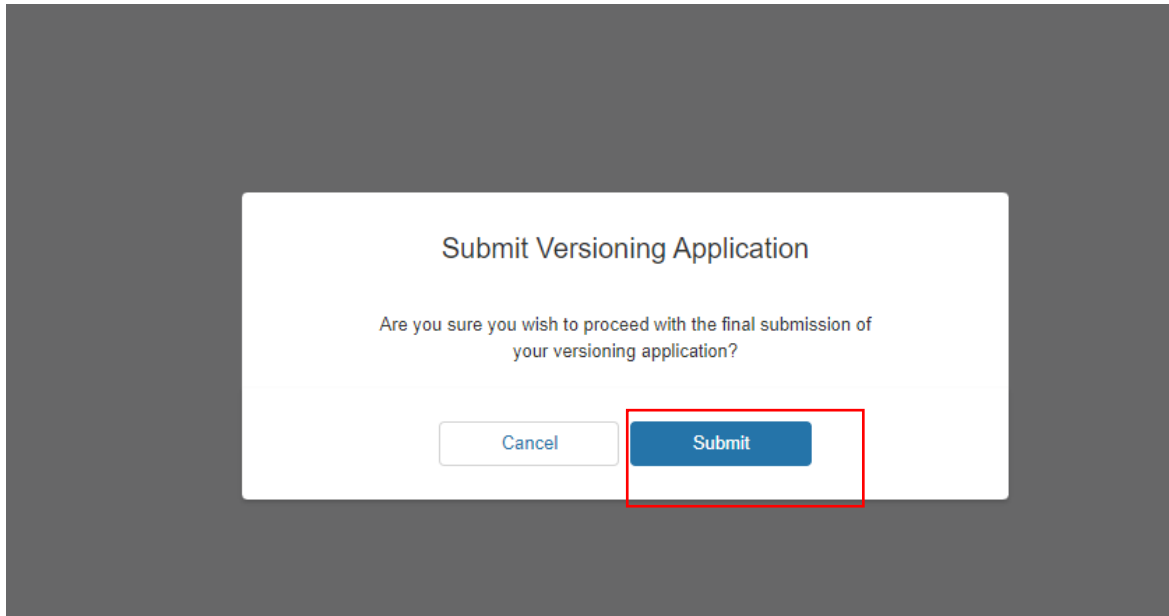 Submit Versioning Application
Are you sure you wish to proceed with the final submission of
your versioning application?
Cancel
Submit